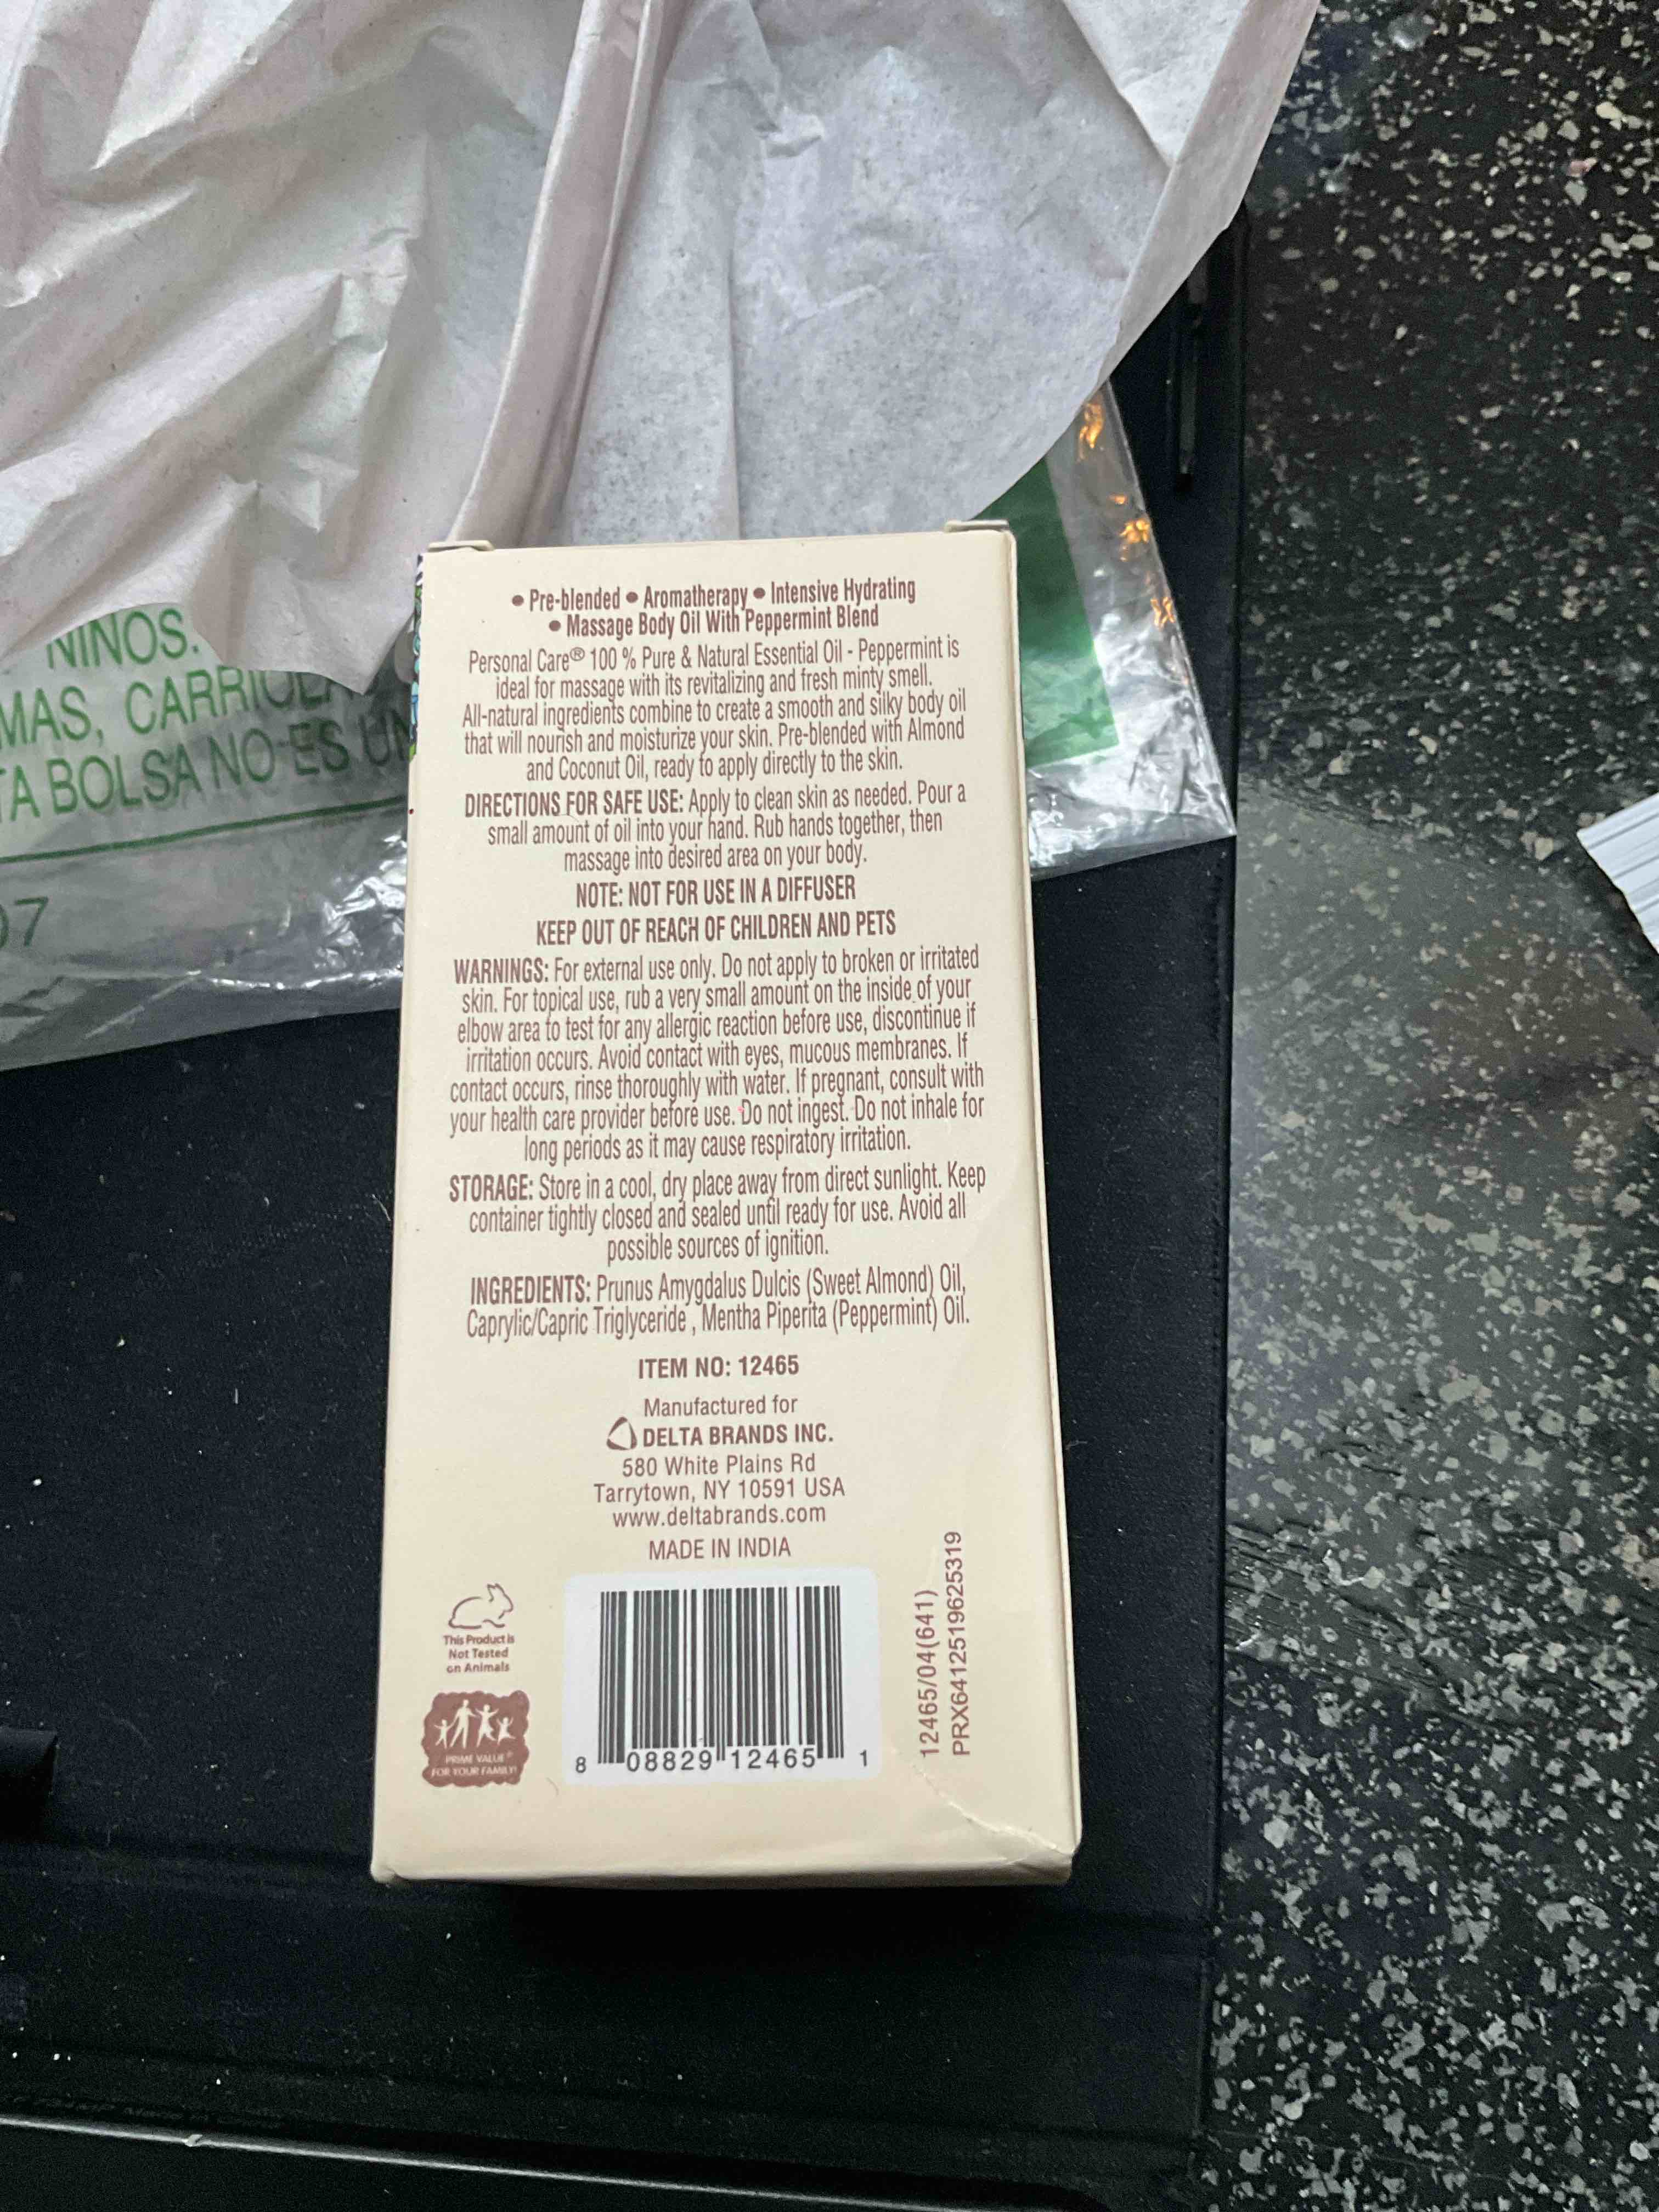 NINOS.
MAS, CARRIOLA
TA BOLSA NO ES UN
07
• Pre-blended • Aromatherapy • Intensive Hydrating
• Massage Body Oil With Peppermint Blend
Personal Care® 100 % Pure & Natural Essential Oil - Peppermint is
ideal for massage with its revitalizing and fresh minty smell.
All-natural ingredients combine to create a smooth and silky body oil
that will nourish and moisturize your skin. Pre-blended with Almond
and Coconut Oil, ready to apply directly to the skin.
DIRECTIONS FOR SAFE USE: Apply to clean skin as needed. Pour a
small amount of oil into your hand. Rub hands together, then
massage into desired area on your body.
NOTE: NOT FOR USE IN A DIFFUSER
KEEP OUT OF REACH OF CHILDREN AND PETS
WARNINGS: For external use only. Do not apply to broken or irritated
skin. For topical use, rub a very small amount on the inside of your
elbow area to test for any allergic reaction before use, discontinue if
irritation occurs. Avoid contact with eyes, mucous membranes. If
contact occurs, rinse thoroughly with water. If pregnant, consult with
your health care provider before use. Do not ingest. Do not inhale for
long periods as it may cause respiratory irritation.
STORAGE: Store in a cool, dry place away from direct sunlight. Keep
container tightly closed and sealed until ready for use. Avoid all
possible sources of ignition.
INGREDIENTS: Prunus Amygdalus Dulcis (Sweet Almond) Oil,
Caprylic/Capric Triglyceride , Mentha Piperita (Peppermint) Oil.
ITEM NO: 12465
Manufactured for
DELTA BRANDS INC.
580 White Plains Rd
Tarrytown, NY 10591 USA
www.deltabrands.com
MADE IN INDIA
This Product is
Not Tested
on Animals
PRIME VALUE®
FOR YOUR FAMILY!
8 08829 12465 1
12465/04(641)
PRX6412519625319